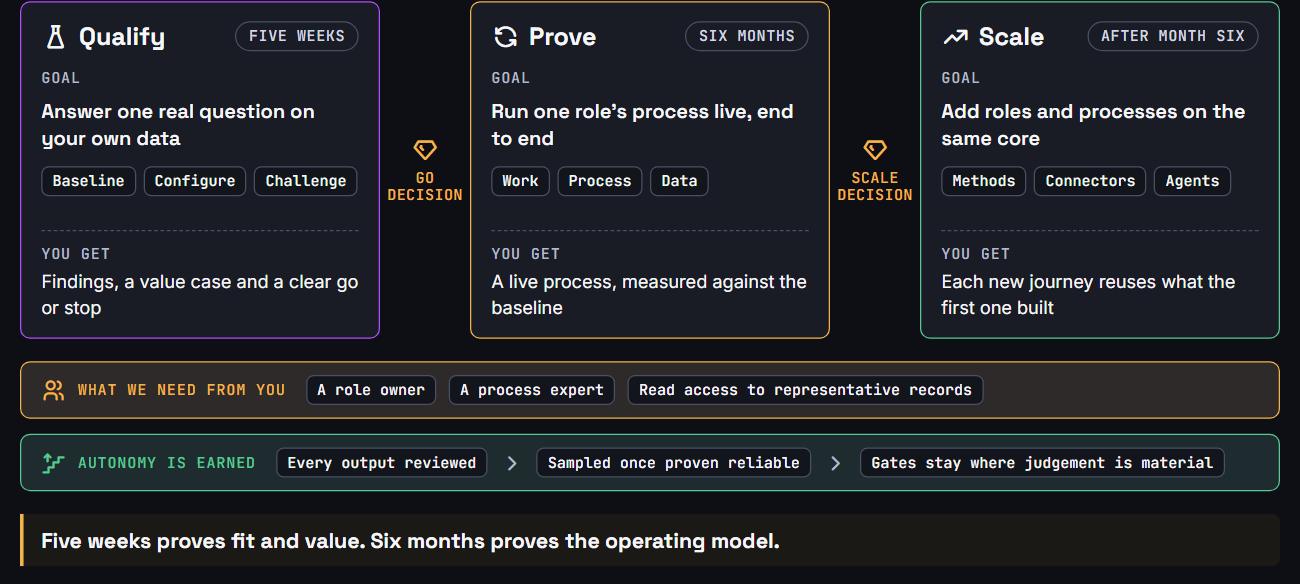 Qualify
FIVE WEEKS
GOAL
Answer one real question on
your own data
Baseline
Configure
Challenge
YOU GET
Findings, a value case and a clear go
or stop
GO
DECISION
Prove
SIX MONTHS
GOAL
Run one role's process live, end
to end
Work
Process
Data
YOU GET
A live process, measured against the
baseline
SCALE
DECISION
Scale
AFTER MONTH SIX
GOAL
Add roles and processes on the
same core
Methods
Connectors
Agents
YOU GET
Each new journey reuses what the
first one built
WHAT WE NEED FROM YOU
A role owner
A process expert
Read access to representative records
AUTONOMY IS EARNED
Every output reviewed
Sampled once proven reliable
Gates stay where judgement is material
Five weeks proves fit and value. Six months proves the operating model.